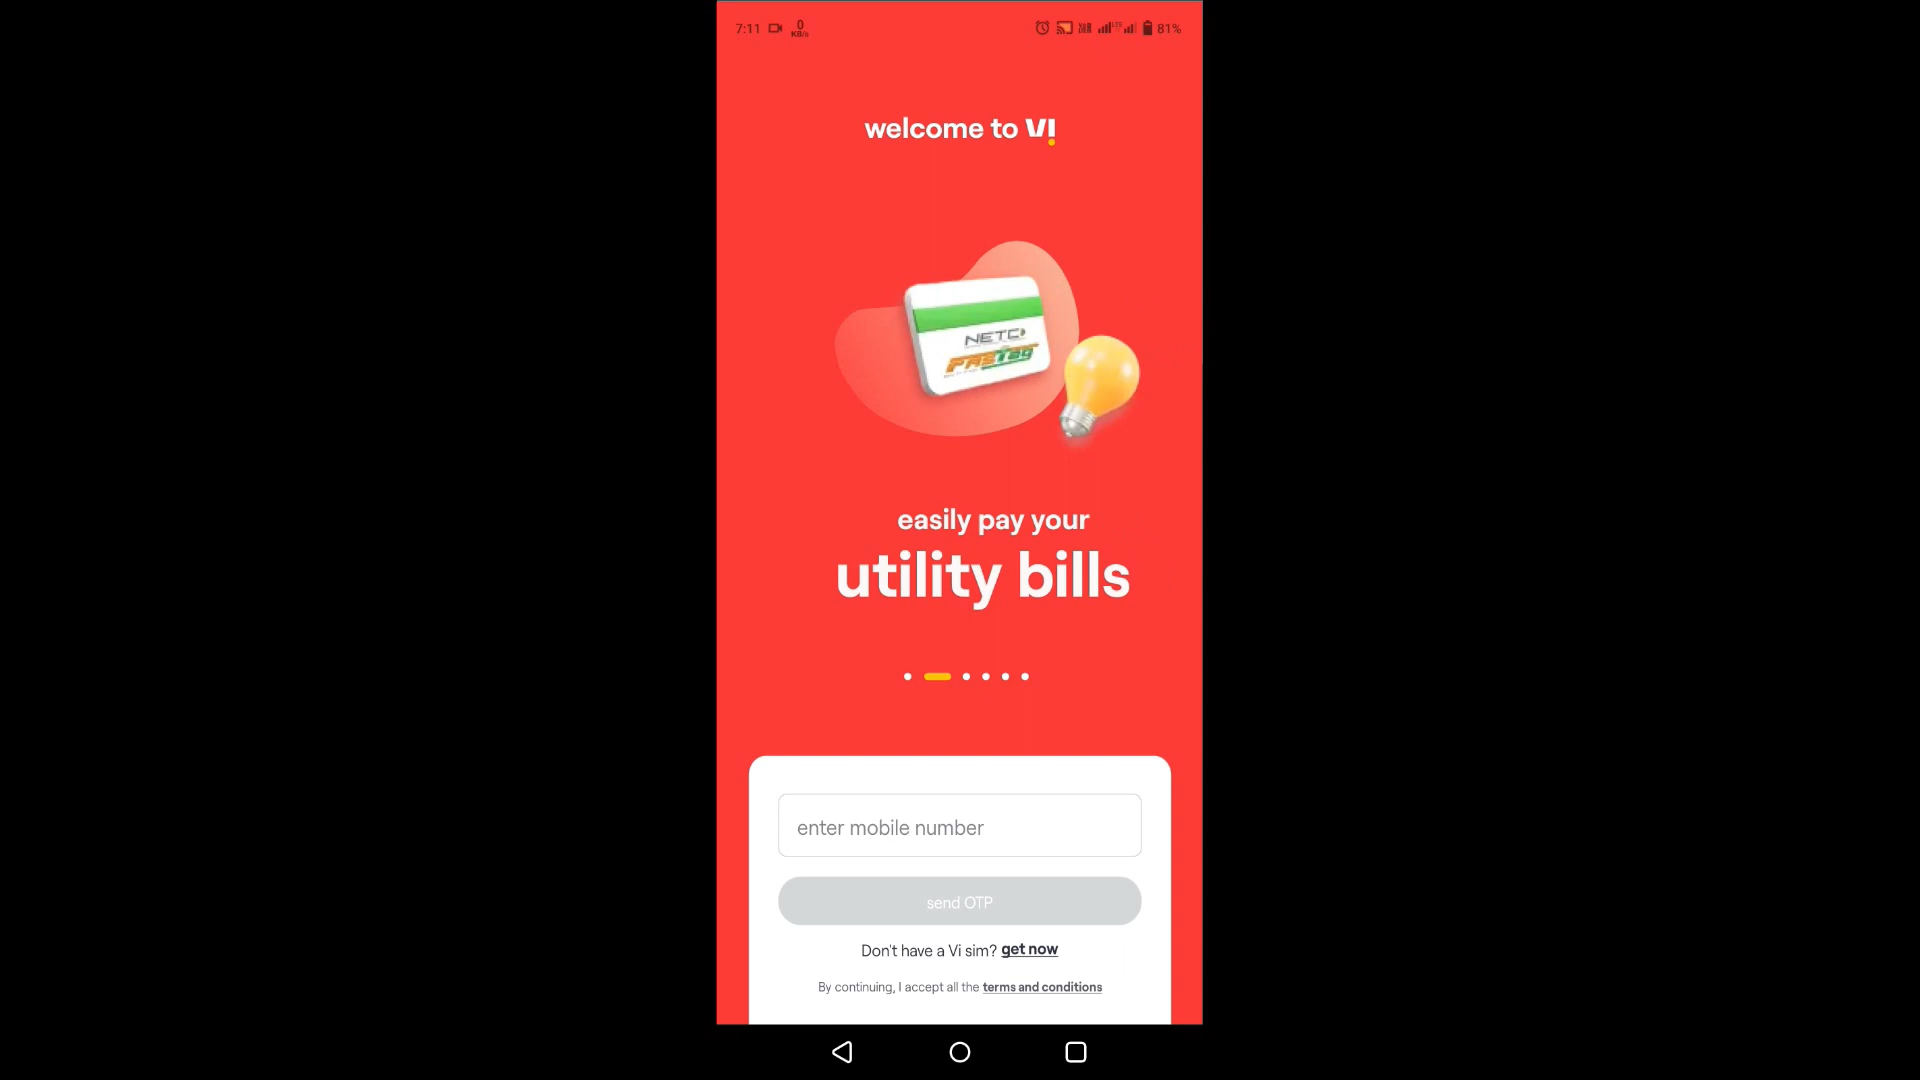 7:11 0 KB/s 81%
welcome to VI
NETC
FASTag
easily pay your
utility bills
enter mobile number
send OTP
Don't have a Vi sim? get now
By continuing, I accept all the terms and conditions